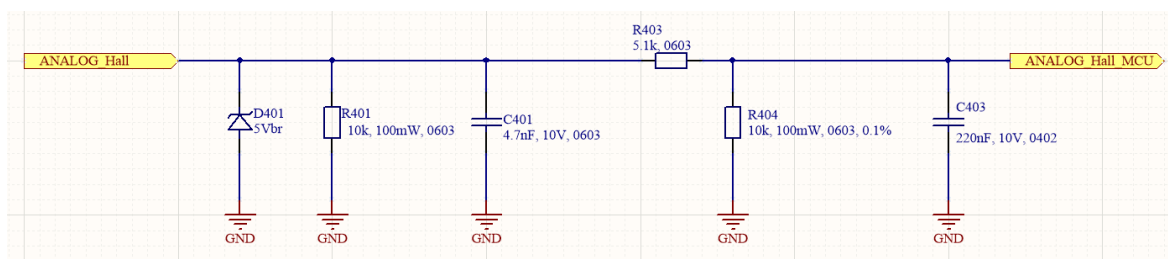 R403
5.1k, 0603
ANALOG_Hall
ANALOG_Hall_MCU
D401
5Vbr
R401
10k, 100mW, 0603
C401
4.7nF, 10V, 0603
R404
10k, 100mW, 0603, 0.1%
C403
220nF, 10V, 0402
GND
GND
GND
GND
GND